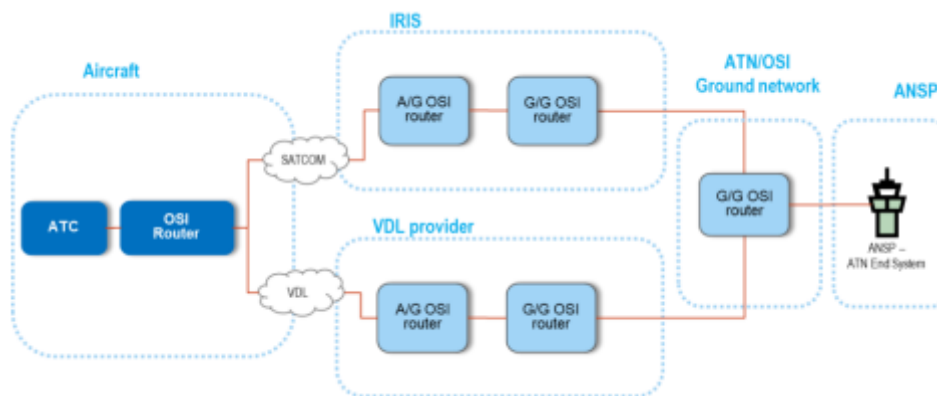 IRIS
Aircraft
ATN/OSI
Ground network
ANSP
A/G OSI
router
G/G OSI
router
SATCOM
ATC
OSI
Router
G/G OSI
router
VDL provider
ANSP –
ATN End System
VDL
A/G OSI
router
G/G OSI
router